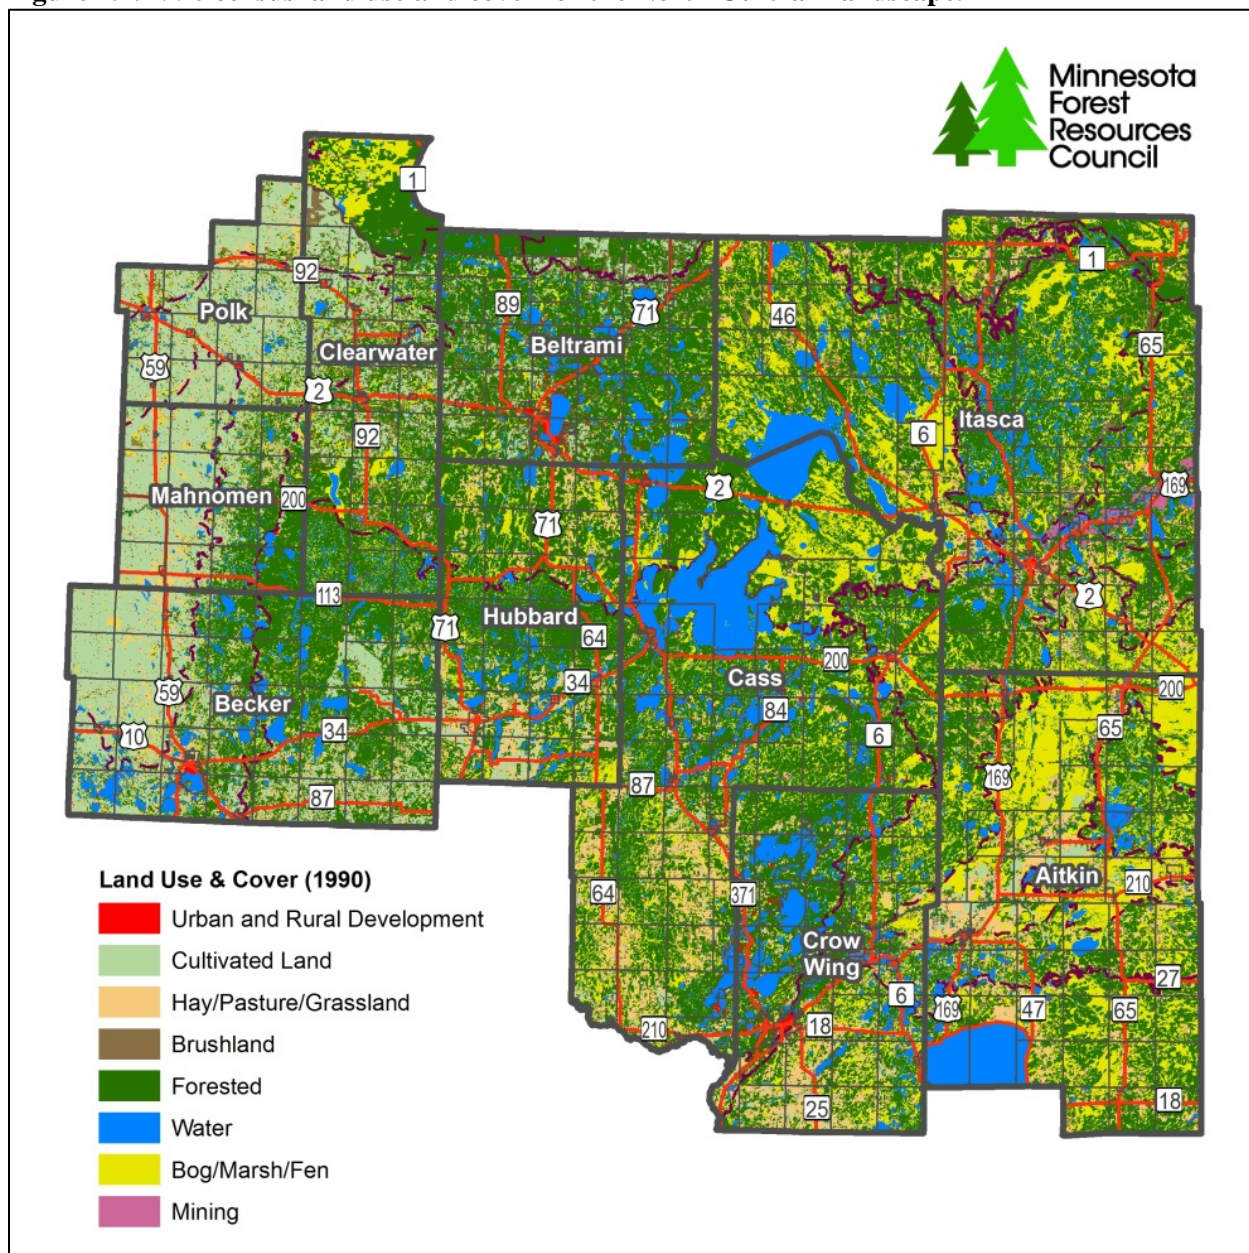 Minnesota
Forest
Resources
Council
1
1
92
Polk
89
71
46
Clearwater
Beltrami
65
59
2
Itasca
6
92
169
Mahnomen
200
2
71
113
2
71
Hubbard
64
200
34
Cass
200
59
Becker
84
65
10
34
6
169
87
87
64
371
Aitkin
210
Crow
Wing
27
6
169
47
65
210
18
25
18
Land Use & Cover (1990)
Urban and Rural Development
Cultivated Land
Hay/Pasture/Grassland
Brushland
Forested
Water
Bog/Marsh/Fen
Mining